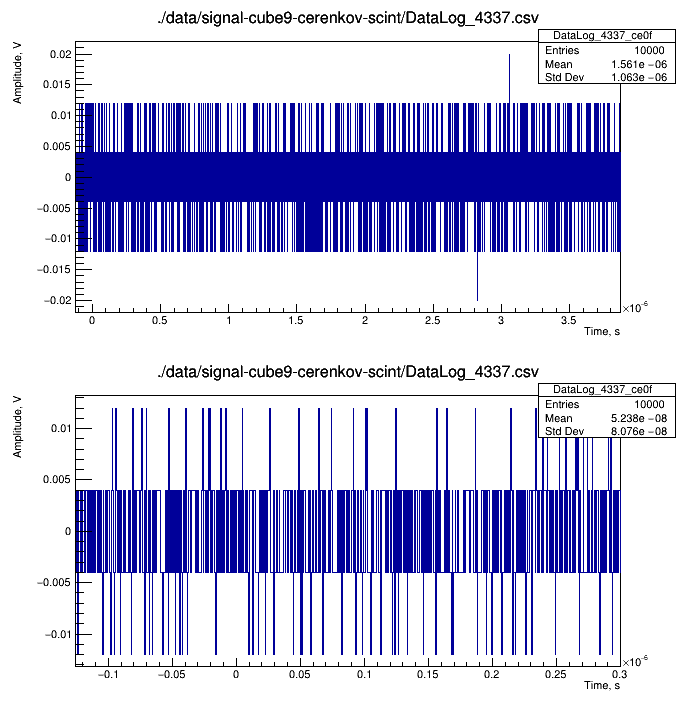 ./data/signal-cube9-cerenkov-scint/DataLog_4337.csv
DataLog_4337_ce0f
Entries 10000
Mean 1.561e −06
Std Dev 1.063e −06
Amplitude, V
0.02
0.015
0.01
0.005
0
−0.005
−0.01
−0.015
−0.02
0 0.5 1 1.5 2 2.5 3 3.5
×10−6
Time, s
./data/signal-cube9-cerenkov-scint/DataLog_4337.csv
DataLog_4337_ce0f
Entries 10000
Mean 5.238e −08
Std Dev 8.076e −08
Amplitude, V
0.01
0.005
0
−0.005
−0.01
−0.1 −0.05 0 0.05 0.1 0.15 0.2 0.25 0.3
×10−6
Time, s